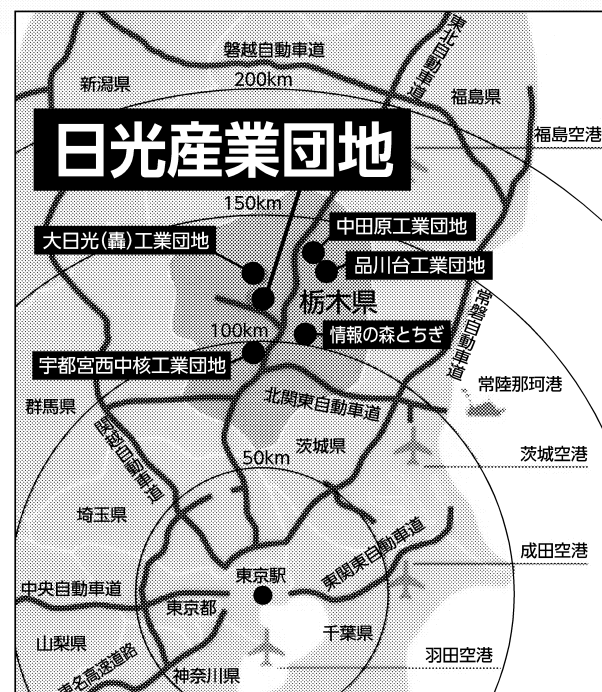 磐越自動車道
東北自動車道
新潟県
200km
福島県
福島空港
日光産業団地
150km
中田原工業団地
大日光(轟)工業団地
品川台工業団地
栃木県
常磐自動車道
100km
情報の森とちぎ
宇都宮西中核工業団地
常陸那珂港
北関東自動車道
群馬県
関越自動車道
茨城県
50km
茨城空港
埼玉県
東関東自動車道
成田空港
東京駅
中央自動車道
東京都
千葉県
山梨県
羽田空港
東名高速道路
神奈川県